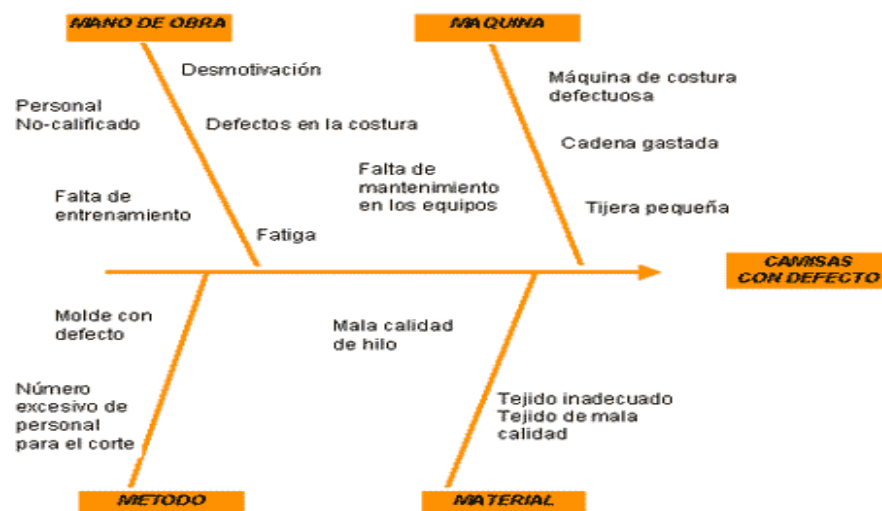 MANO DE OBRA
MAQUINA
Desmotivación
Máquina de costura
defectuosa
Personal
No-calificado
Defectos en la costura
Cadena gastada
Falta de
mantenimiento
en los equipos
Falta de
entrenamiento
Tijera pequeña
Fatiga
CAMISAS
CON DEFECTO
Molde con
defecto
Mala calidad
de hilo
Número
excesivo de
personal
para el corte
Tejido inadecuado
Tejido de mala
calidad
METODO
MATERIAL